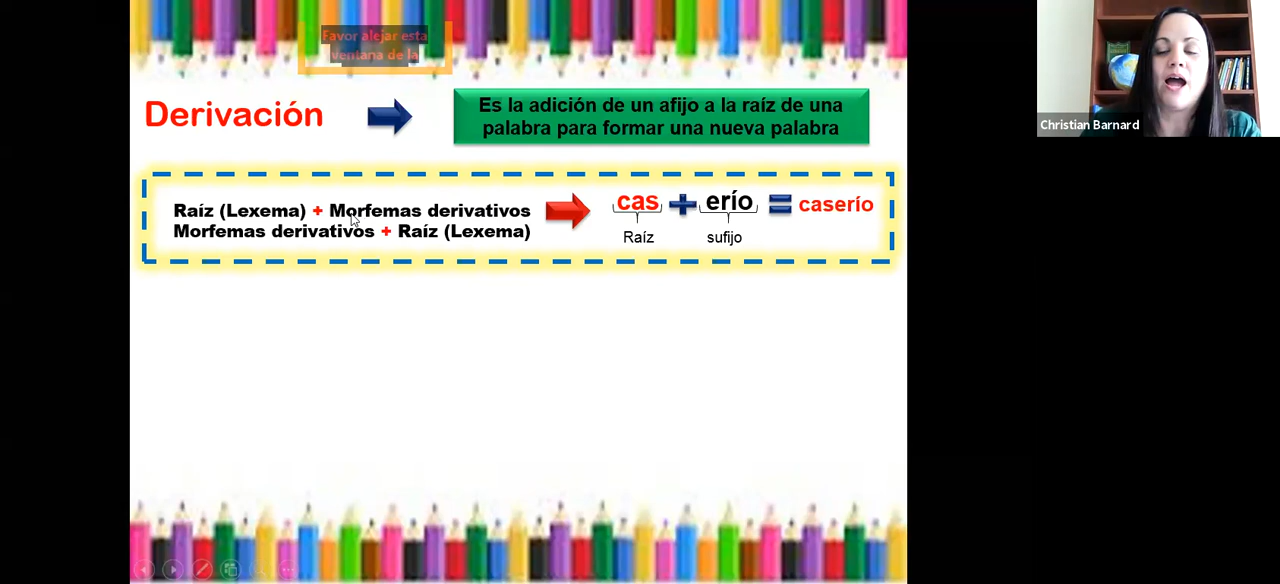 Favor alejar esta
ventana de la
Derivación
Es la adición de un afijo a la raíz de una
palabra para formar una nueva palabra
Raíz (Lexema) + Morfemas derivativos
Morfemas derivativos + Raíz (Lexema)
cas + erío = caserío
Raíz sufijo
Christian Barnard